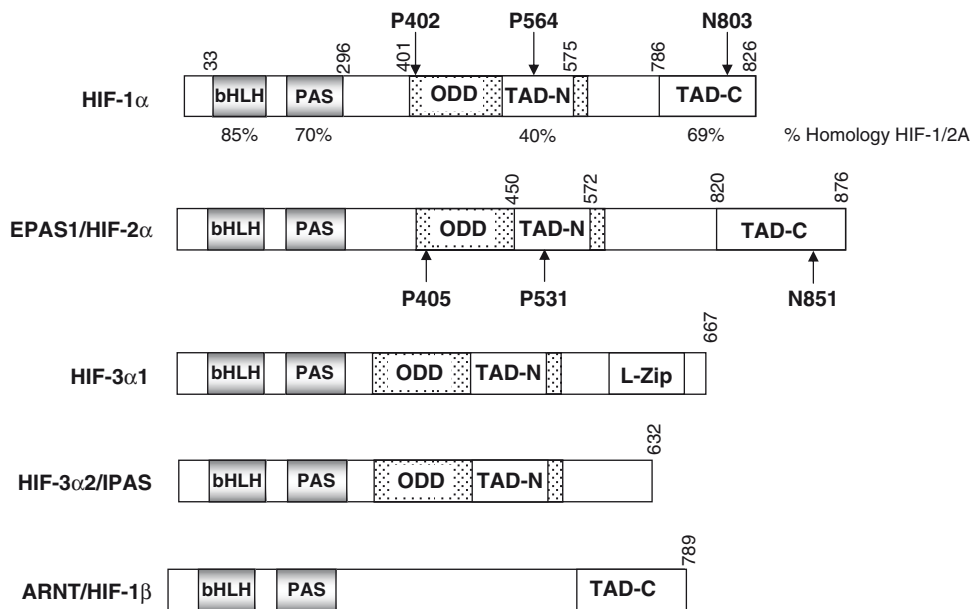 P402 P564 N803
33 296 401 575 786 826
HIF-1α bHLH PAS ODD TAD-N TAD-C
85% 70% 40% 69% % Homology HIF-1/2A
450 572 820 876
EPAS1/HIF-2α bHLH PAS ODD TAD-N TAD-C
P405 P531 N851
667
HIF-3α1 bHLH PAS ODD TAD-N L-Zip
632
HIF-3α2/IPAS bHLH PAS ODD TAD-N
789
ARNT/HIF-1β bHLH PAS TAD-C